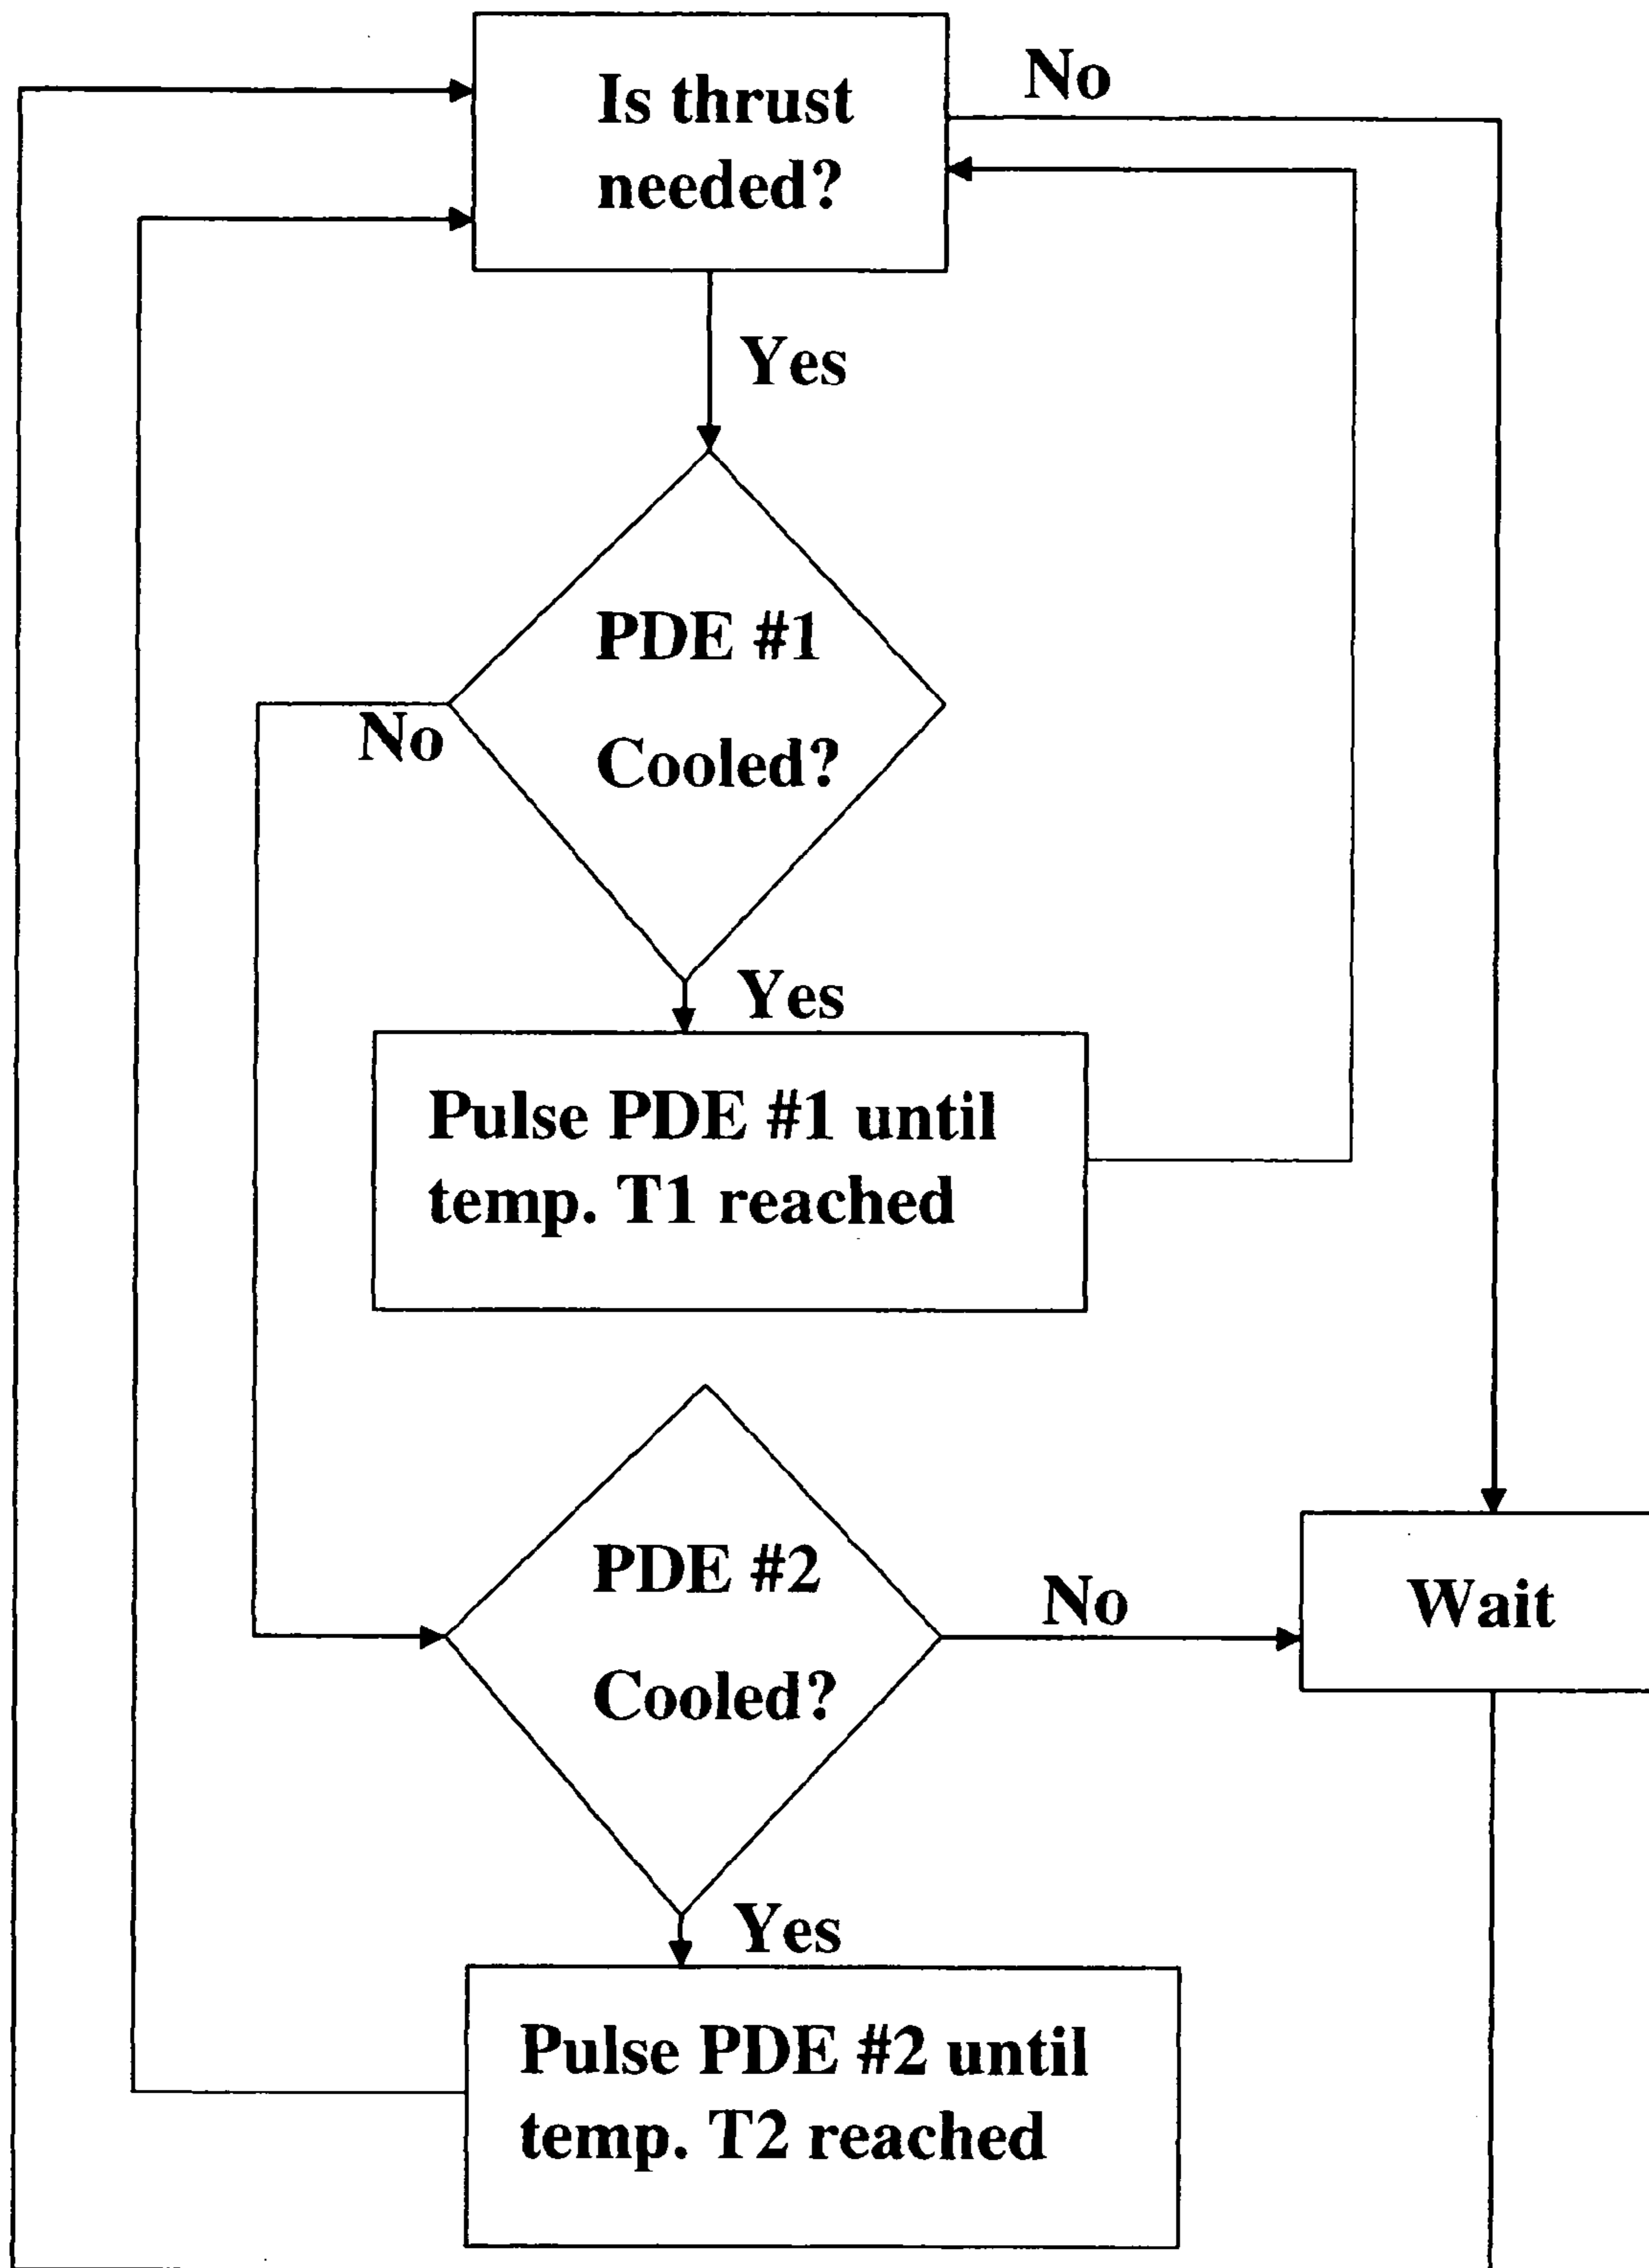 Is thrust
needed?
No
Yes
PDE #1
Cooled?
No
Yes
Pulse PDE #1 until
temp. T1 reached
PDE #2
Cooled?
No
Wait
Yes
Pulse PDE #2 until
temp. T2 reached